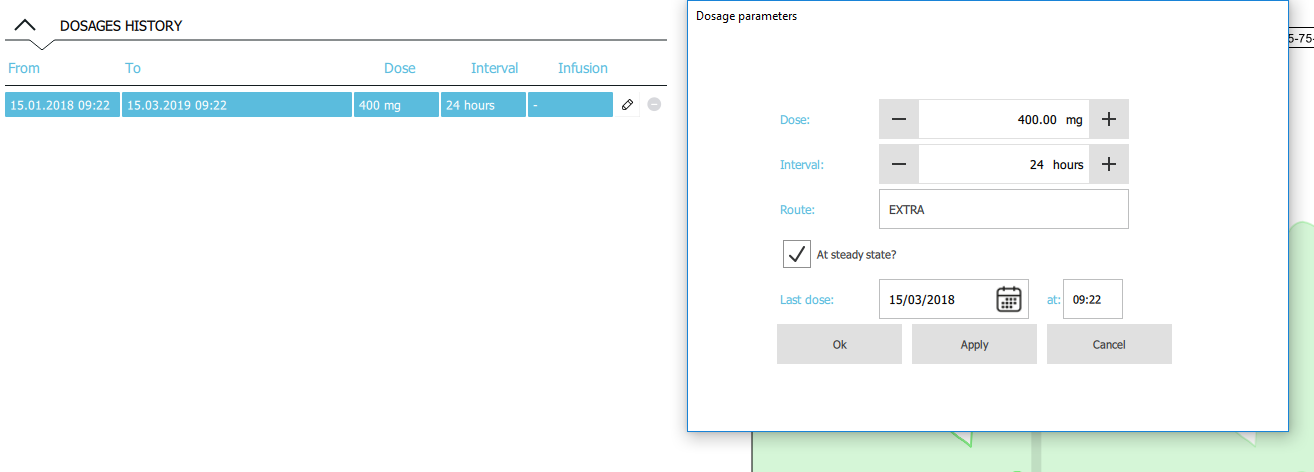 DOSAGES HISTORY
From To Dose Interval Infusion
15.01.2018 09:22 15.03.2019 09:22 400 mg 24 hours -
Dosage parameters
Dose: 400.00 mg
Interval: 24 hours
Route: EXTRA
At steady state?
Last dose: 15/03/2018 at: 09:22
Ok Apply Cancel
5-75-